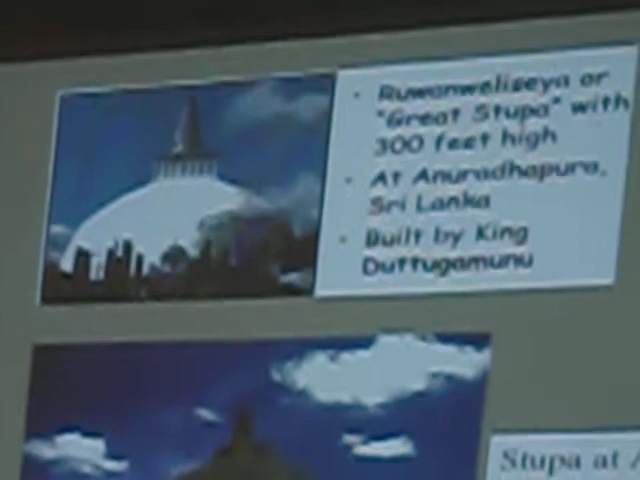 • Ruwanweliseya or
"Great Stupa" with
300 feet high
• At Anuradhapura,
Sri Lanka
• Built by King
Duttugamunu
Stupa at A